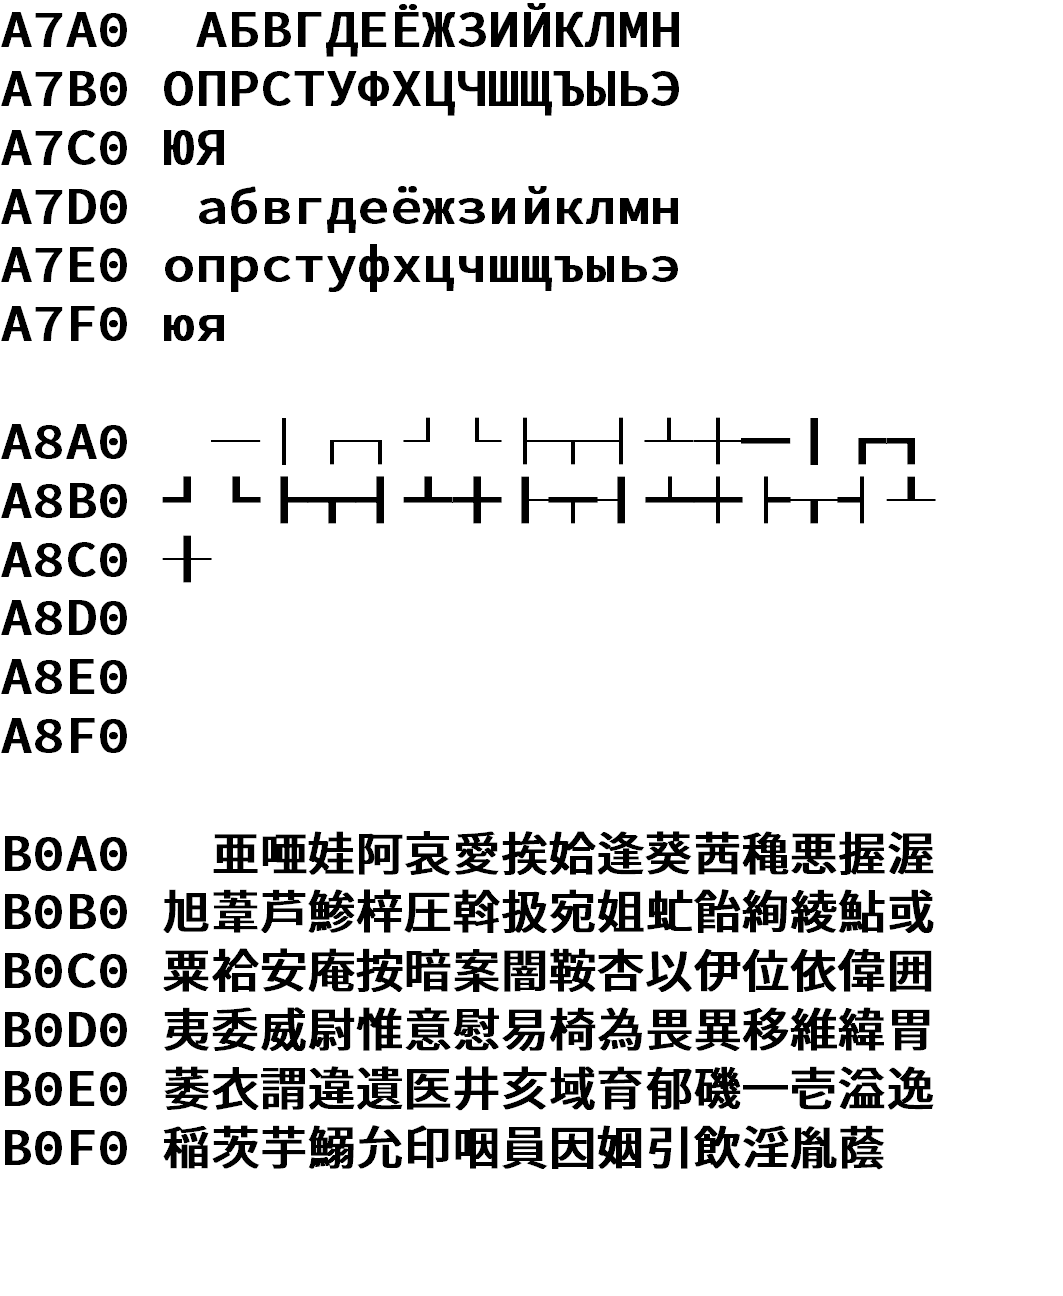 A7A0  АБВГДЕЁЖЗИЙКЛМН
A7B0 ОПРСТУФХЦЧШЩЪЫЬЭ
A7C0 ЮЯ
A7D0  абвгдеёжзийклмн
A7E0 опрстуфхцчшщъыьэ
A7F0 юя
A8A0  ─│┌┐┘└├┬┤┴┼━┃┏┓
A8B0 ┛┗┣┳┫┻╋┠┯┨┷┿┝┰┥┸
A8C0 ╂
A8D0
A8E0
A8F0
B0A0  亜唖娃阿哀愛挨姶逢葵茜穐悪握渥
B0B0 旭葦芦鯵梓圧斡扱宛姐虻飴絢綾鮎或
B0C0 粟袷安庵按暗案闇鞍杏以伊位依偉囲
B0D0 夷委威尉惟意慰易椅為畏異移維緯胃
B0E0 萎衣謂違遺医井亥域育郁磯一壱溢逸
B0F0 稲茨芋鰯允印咽員因姻引飲淫胤蔭